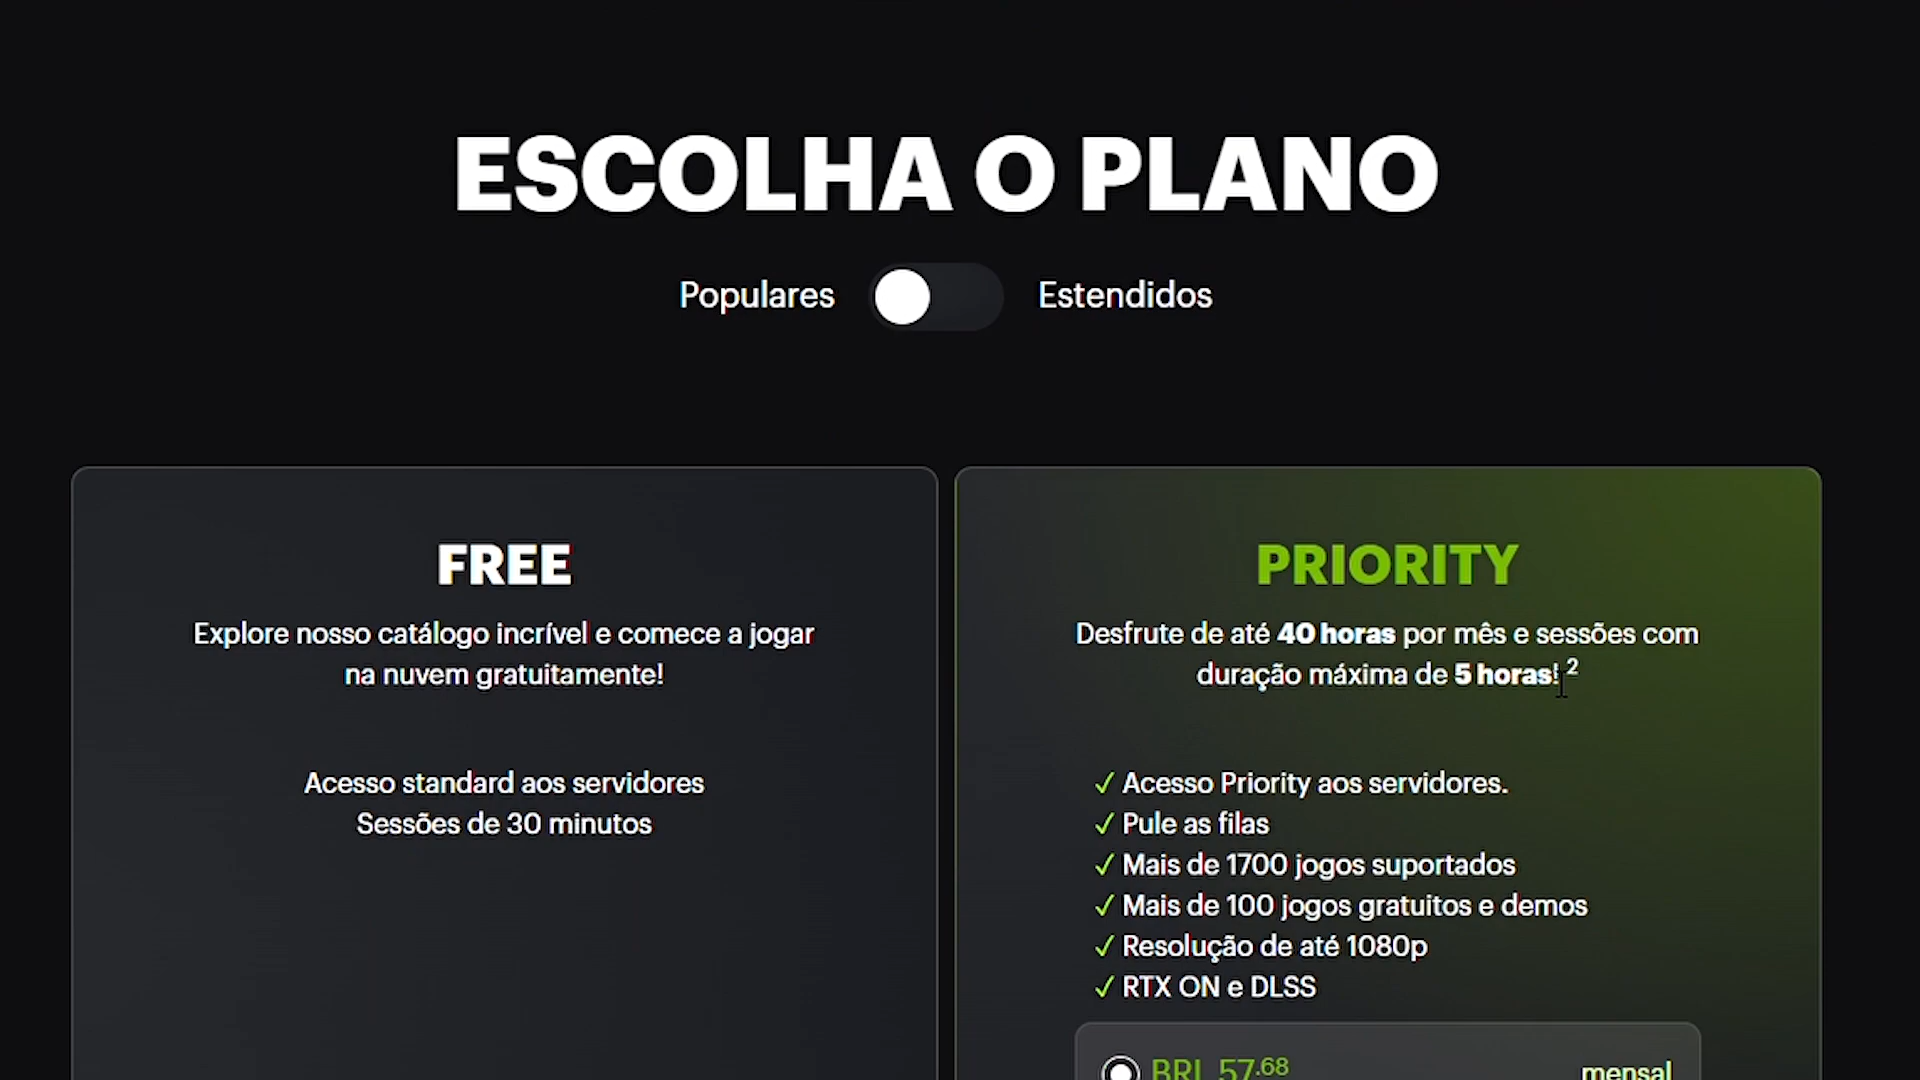 ESCOLHA O PLANO
Populares
Estendidos
FREE
Explore nosso catálogo incrível e comece a jogar
na nuvem gratuitamente!
Acesso standard aos servidores
Sessões de 30 minutos
PRIORITY
Desfrute de até 40 horas por mês e sessões com
duração máxima de 5 horas! 2
✓ Acesso Priority aos servidores.
✓ Pule as filas
✓ Mais de 1700 jogos suportados
✓ Mais de 100 jogos gratuitos e demos
✓ Resolução de até 1080p
✓ RTX ON e DLSS
BRL 57.68 mensal